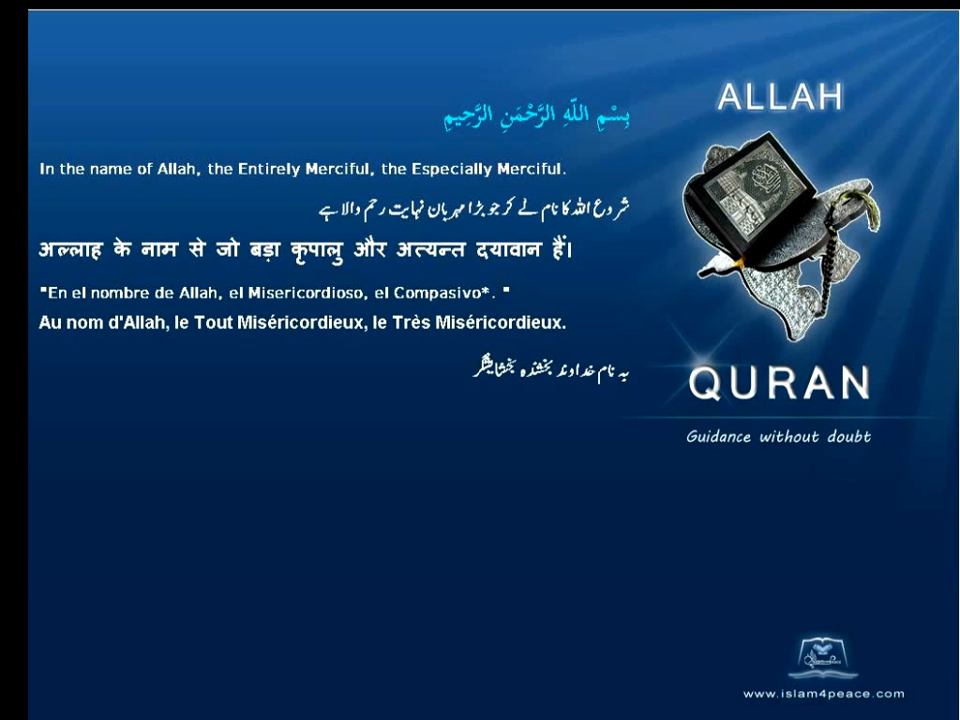 بِسْمِ اللّهِ الرَّحْمَنِ الرَّحِيمِ
In the name of Allah, the Entirely Merciful, the Especially Merciful.
شروع اللہ کا نام لے کر جو بڑا مہربان نہایت رحم والا ہے
अल्लाह के नाम से जो बड़ा कृपालु और अत्यन्त दयावान हैं।
"En el nombre de Allah, el Misericordioso, el Compasivo*. "
Au nom d'Allah, le Tout Miséricordieux, le Très Miséricordieux.
به نام خداوند بخشنده بخشایشگر
ALLAH
QURAN
Guidance without doubt
www.islam4peace.com